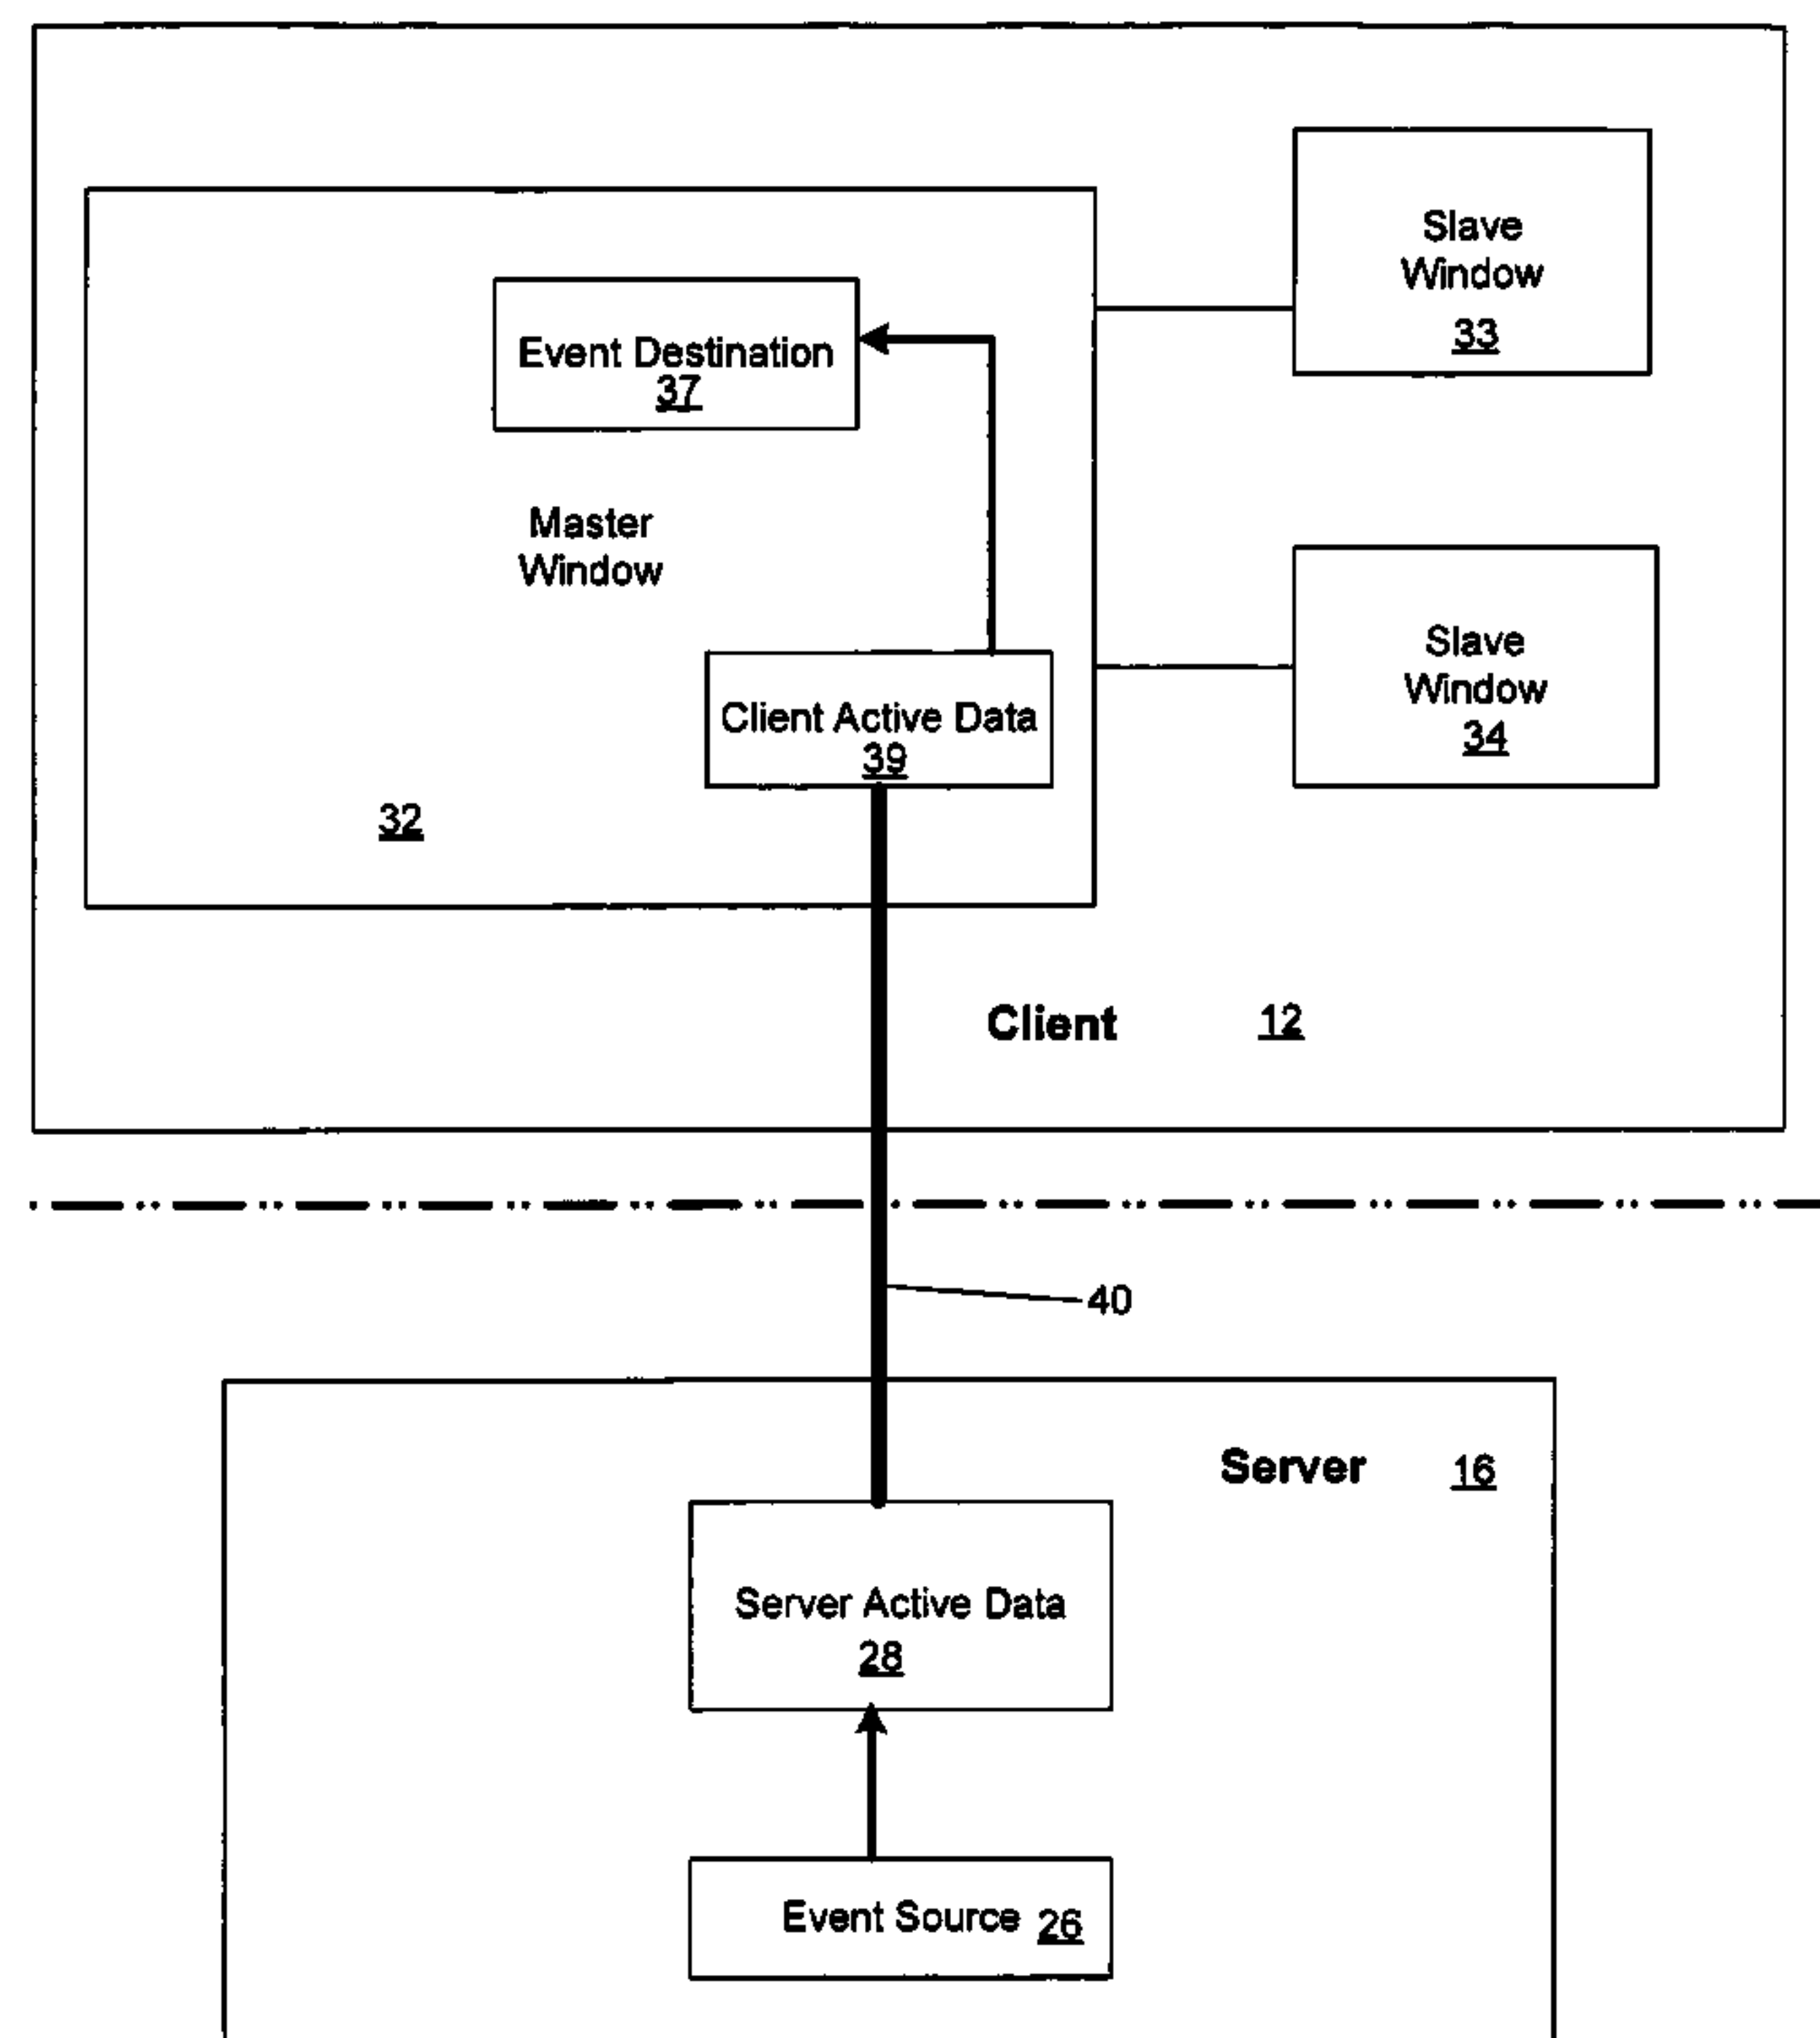 Slave
Window
33
Event Destination
37
Master
Window
Slave
Window
34
Client Active Data
39
32
Client 12
40
Server 16
Server Active Data
28
Event Source 26